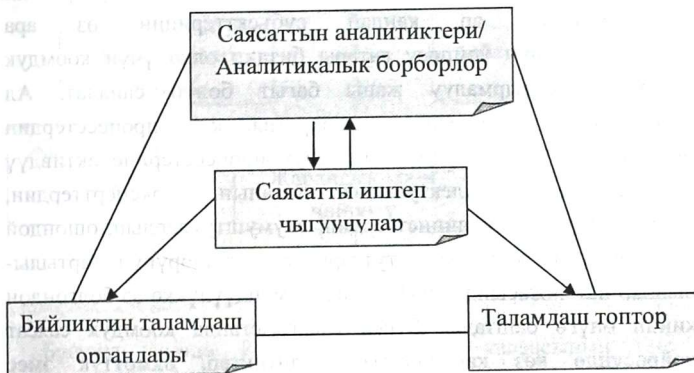 Саясаттын аналитиктери/
Аналитикалык борборлор
Саясатты иштеп
чыгуучулар
Бийликтин таламдаш
органдары
Таламдаш топтор